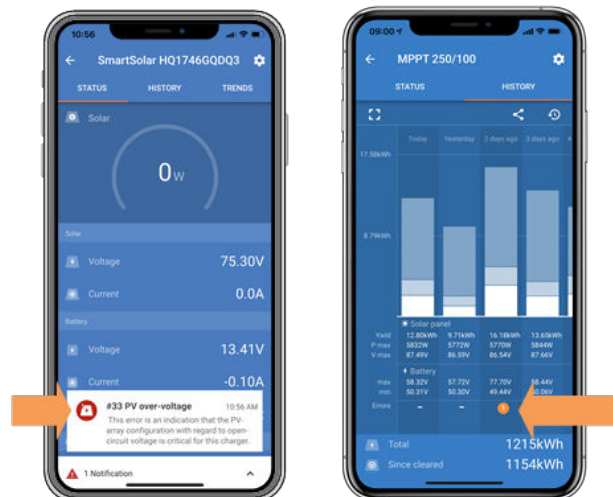 10:56
SmartSolar HQ1746GQDQ3
STATUS HISTORY TRENDS
Solar
0W
Solar
Voltage 75.30V
Current 0.0A
Battery
Voltage 13.41V
Current -0.10A
#33 PV over-voltage 10:56 AM
This error is an indication that the PV-
array configuration with regard to open-
circuit voltage is critical for this charger.
1 Notification
09:00
MPPT 250/100
STATUS HISTORY
Today Yesterday 2 days ago 3 days ago
17.58kWh
8.79kWh
Solar panel
Yield 12.80kWh 9.71kWh 16.18kWh 13.65kWh
P max 5832W 5772W 5770W 5844W
V max 87.49V 86.59V 86.54V 87.66V
Battery
max 58.32V 57.72V 77.70V 58.44V
min 50.31V 50.30V 49.44V
Errors – – 1
Total 1215kWh
Since cleared 1154kWh